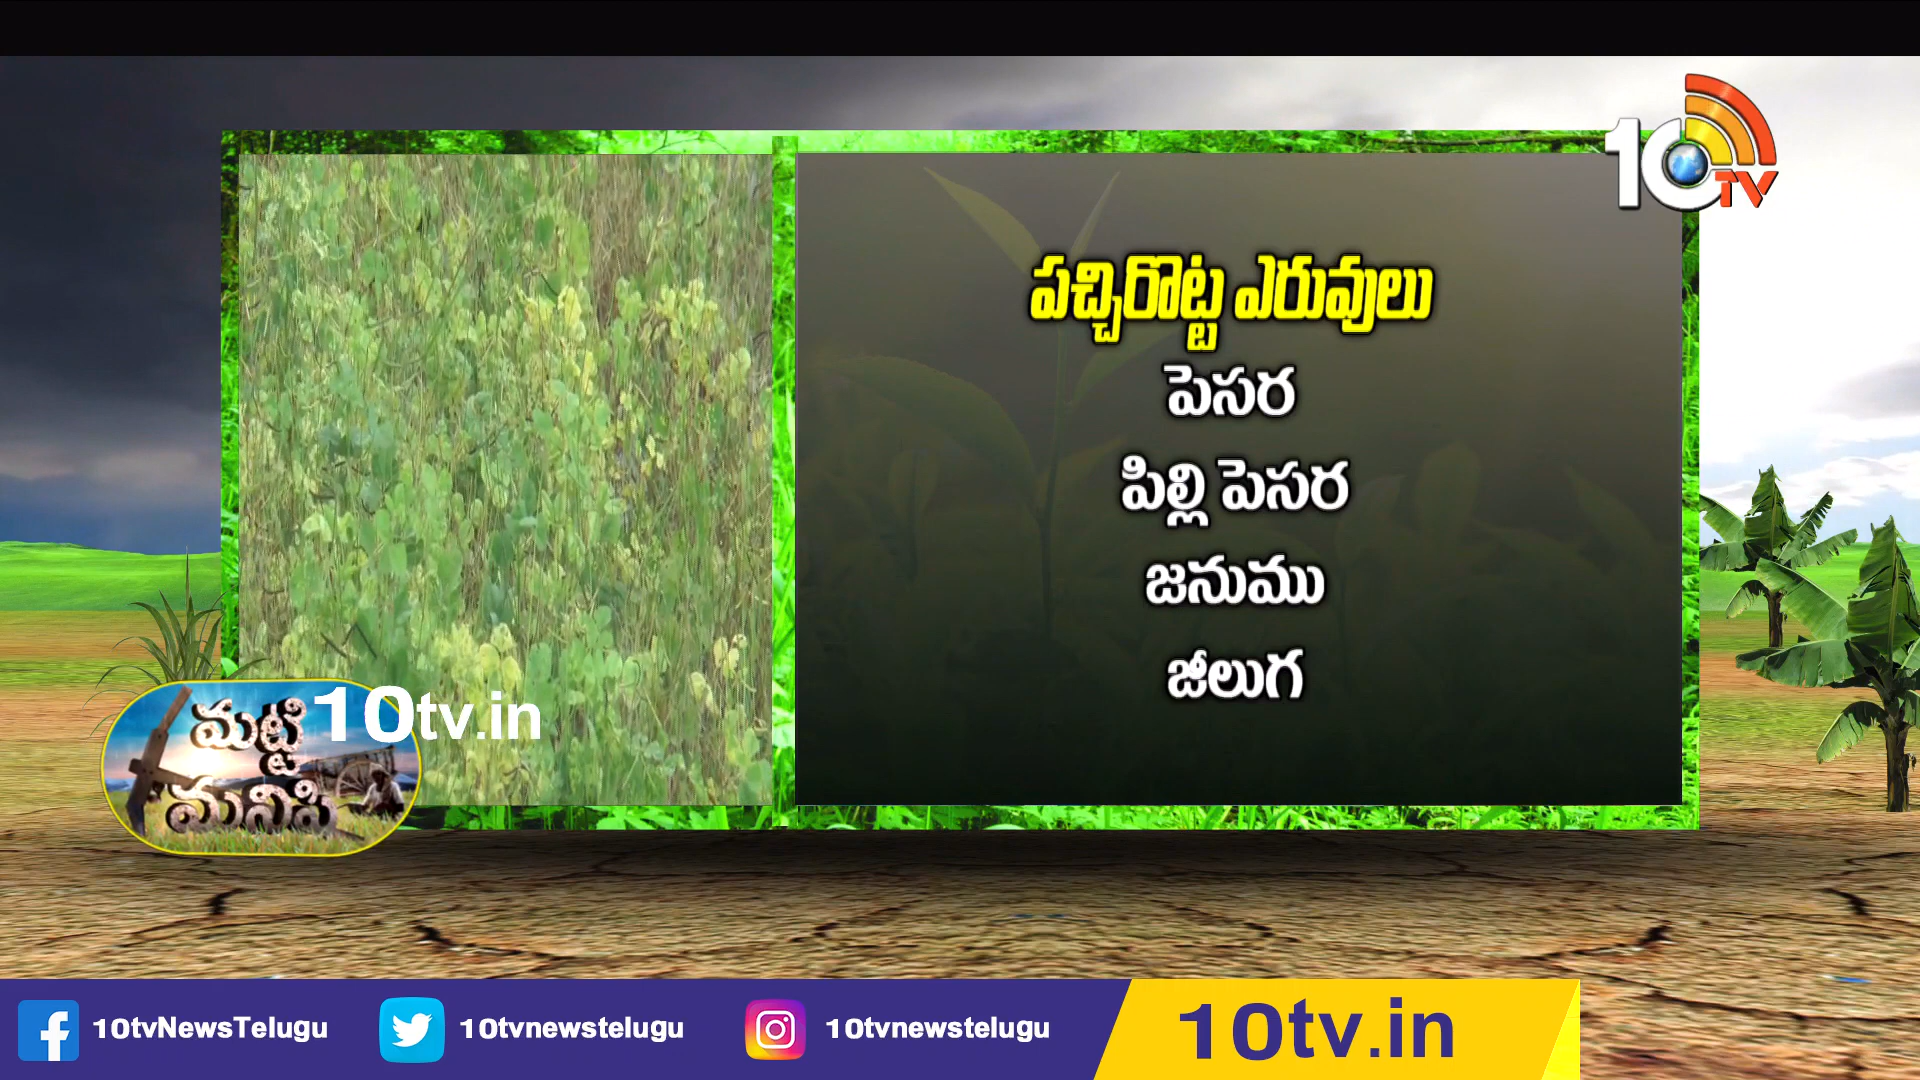 10TV
పచ్చిరొట్ట ఎరువులు
పెసర
పిల్లి పెసర
జనుము
జీలుగ
మట్టి
మనిసి
10tv.in
10tvNewsTelugu
10tvnewstelugu
10tvnewstelugu
10tv.in